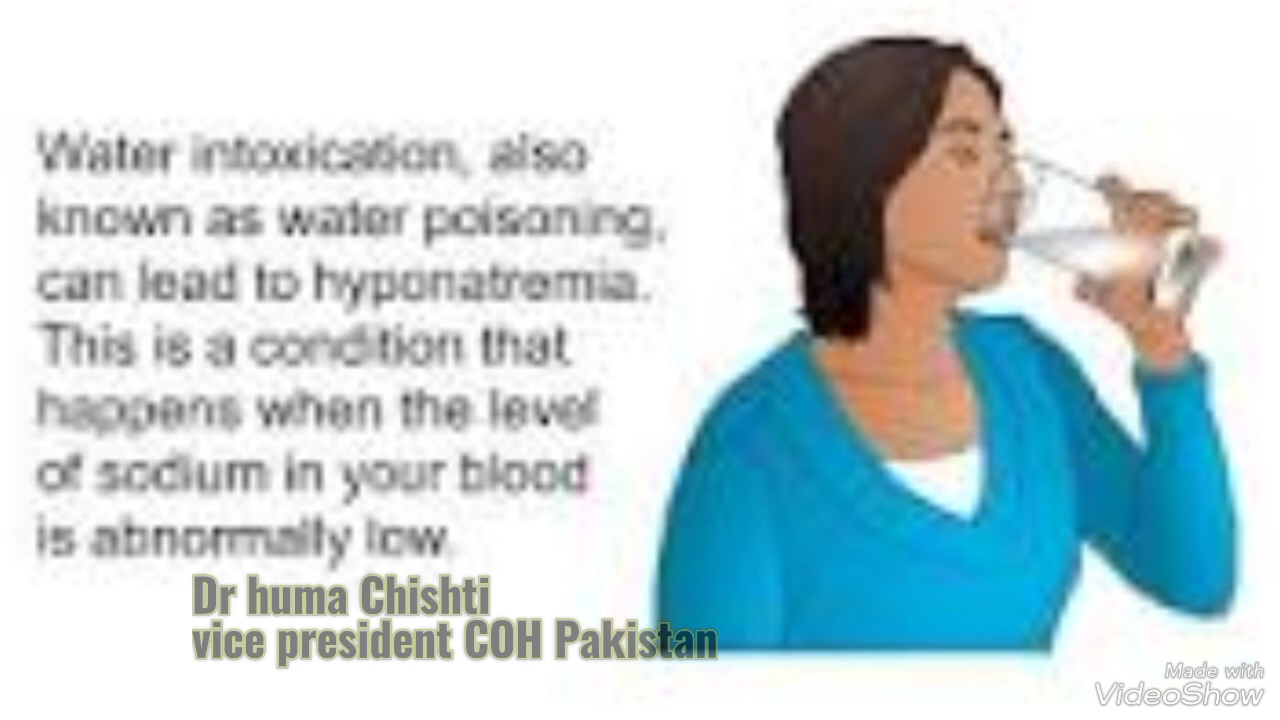 Water intoxication, also
known as water poisoning,
can lead to hyponatremia.
This is a condition that
happens when the level
of sodium in your blood
is abnormally low.
Dr huma Chishti
vice president COH Pakistan
Made with
VideoShow